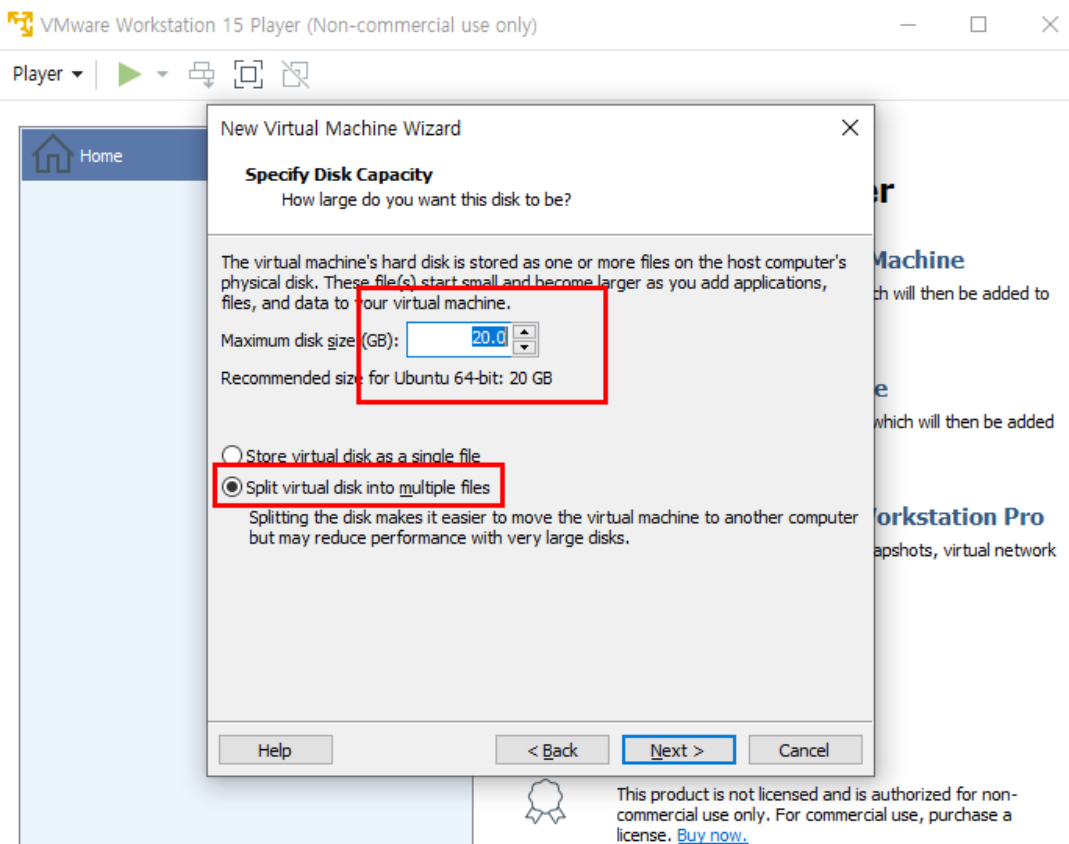 VMware Workstation 15 Player (Non-commercial use only)
Player
Home
New Virtual Machine Wizard
Specify Disk Capacity
How large do you want this disk to be?
The virtual machine's hard disk is stored as one or more files on the host computer's
physical disk. These file(s) start small and become larger as you add applications,
files, and data to your virtual machine.
Maximum disk size (GB): 20.0
Recommended size for Ubuntu 64-bit: 20 GB
Store virtual disk as a single file
Split virtual disk into multiple files
Splitting the disk makes it easier to move the virtual machine to another computer
but may reduce performance with very large disks.
Help < Back Next > Cancel
er
Machine
will then be added to
which will then be added
orkstation Pro
apshots, virtual network
This product is not licensed and is authorized for non-
commercial use only. For commercial use, purchase a
license. Buy now.